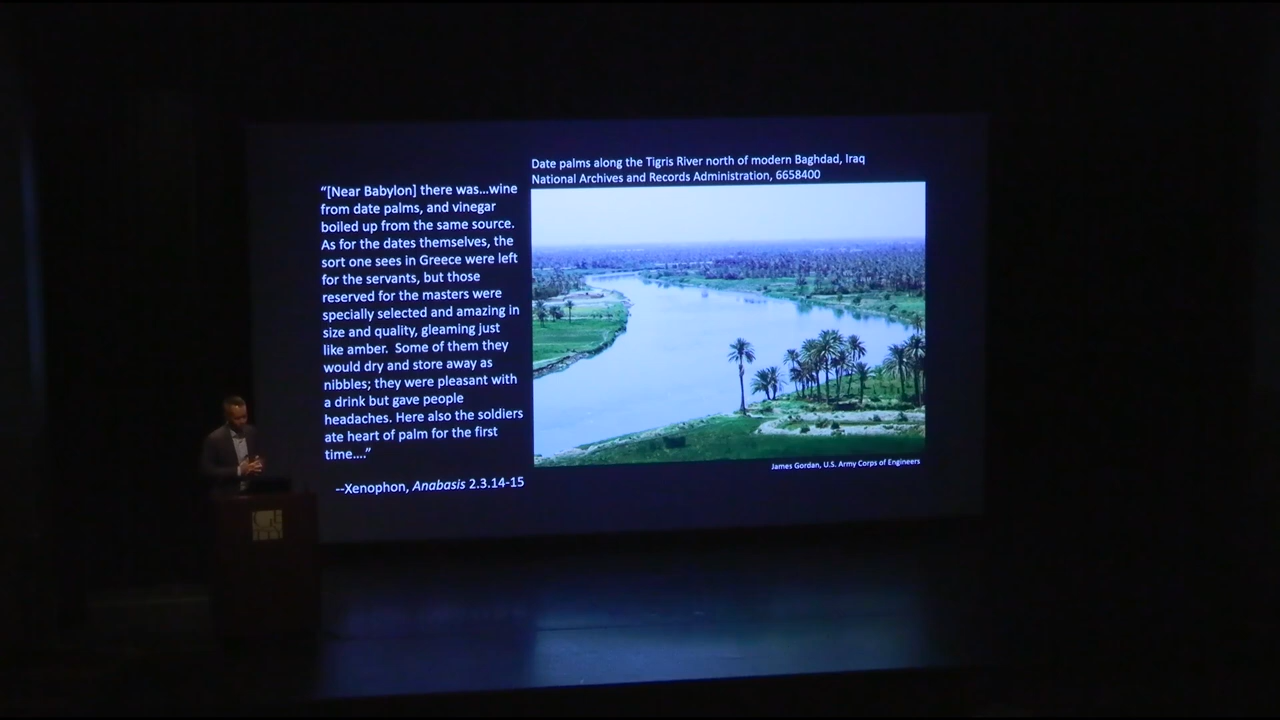 Date palms along the Tigris River north of modern Baghdad, Iraq
National Archives and Records Administration, 6658400
“[Near Babylon] there was...wine
from date palms, and vinegar
boiled up from the same source.
As for the dates themselves, the
sort one sees in Greece were left
for the servants, but those
reserved for the masters were
specially selected and amazing in
size and quality, gleaming just
like amber. Some of them they
would dry and store away as
nibbles; they were pleasant with
a drink but gave people
headaches. Here also the soldiers
ate heart of palm for the first
time....”
--Xenophon, Anabasis 2.3.14-15
James Gordan, U.S. Army Corps of Engineers